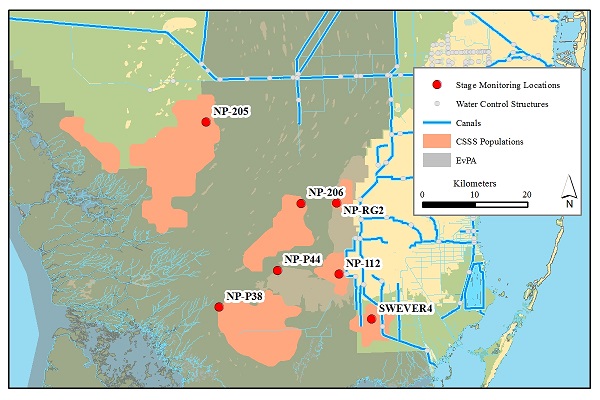 NP-205
Stage Monitoring Locations
Water Control Structures
Canals
CSSS Populations
EvPA
Kilometers
0 10 20
N
NP-206
NP-RG2
NP-P44
NP-112
NP-P38
SWEVER4